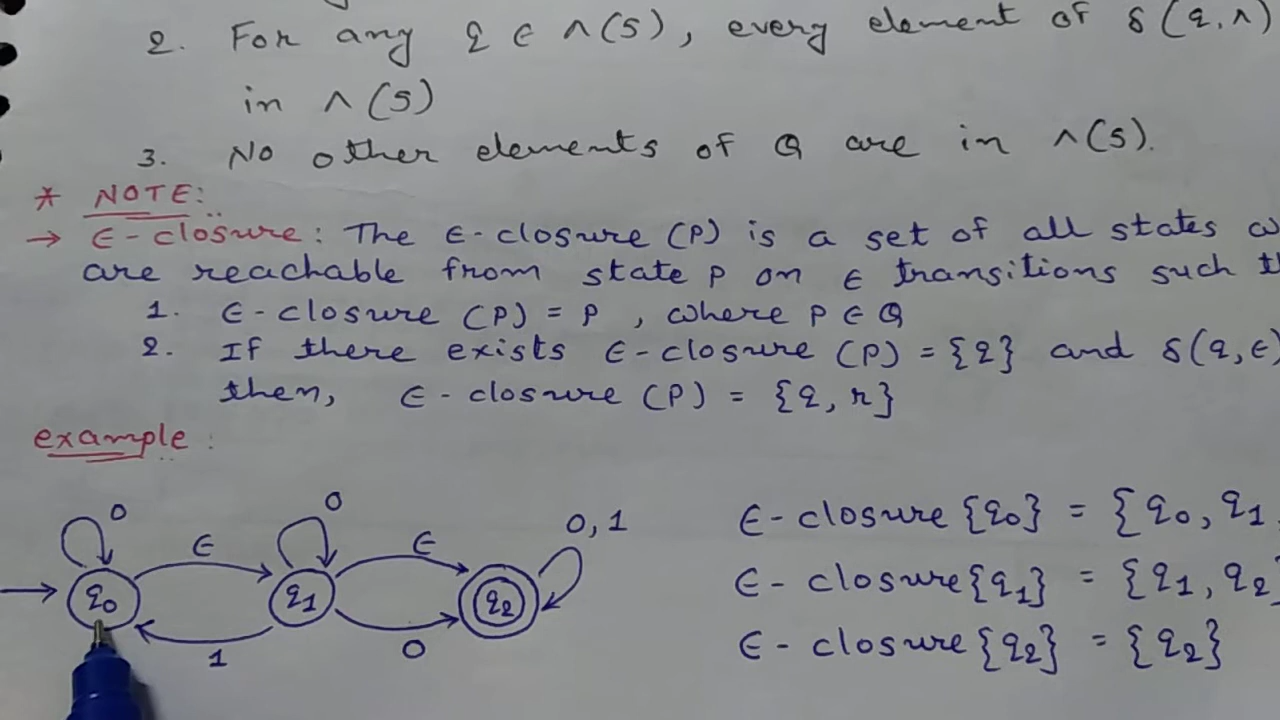 2. For any q ∈ ∧(S), every element of δ(q,∧)
in ∧(S)
3. No other elements of Q are in ∧(S).
* NOTE:
→ ∈-closure: The ∈-closure (P) is a set of all states
are reachable from state P on ∈ transitions such
1. ∈-closure (P) = P, where P ∈ Q
2. If there exists ∈-closure (P) = {q} and δ(q, ∈)
then, ∈-closure (P) = {q, r}
example:
0
0
∈
∈
0, 1
q0
q1
q2
1
0
∈-closure {q0} = {q0, q1,
∈-closure {q1} = {q1, q2}
∈-closure {q2} = {q2}